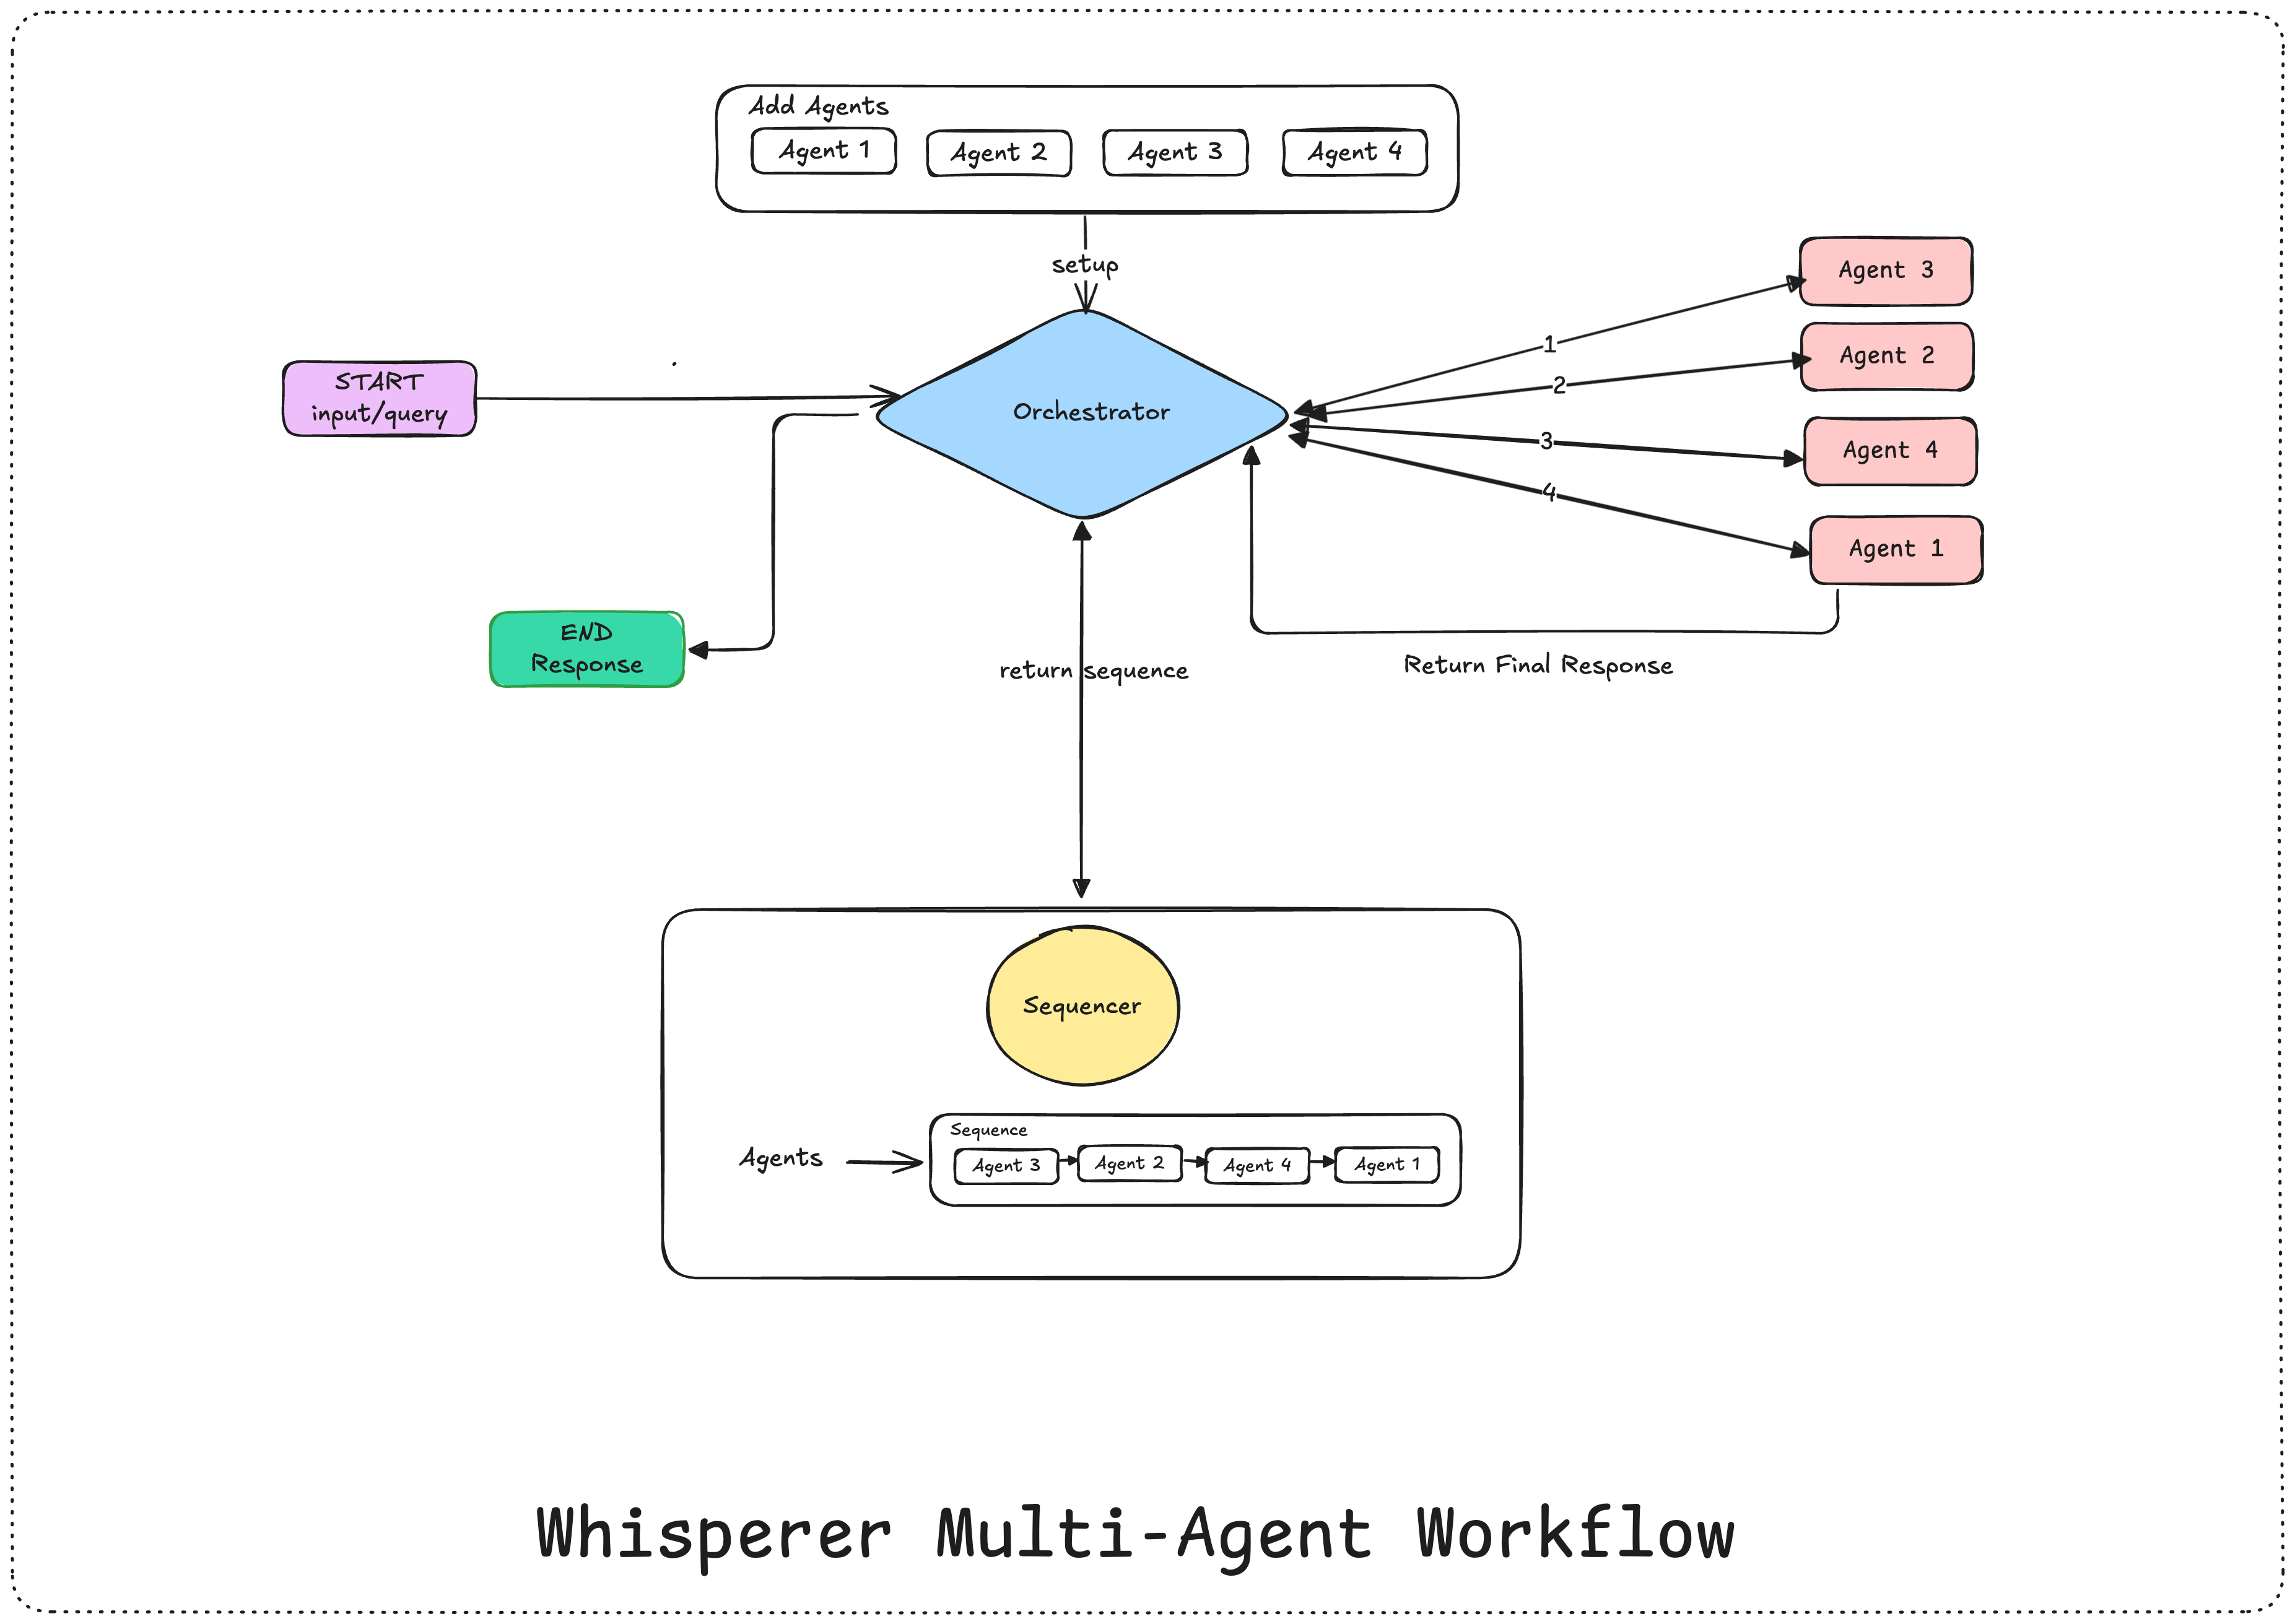 Add Agents
Agent 1
Agent 2
Agent 3
Agent 4
setup
Agent 3
1
Agent 2
START
input/query
2
Orchestrator
3
Agent 4
4
Agent 1
END
Response
return sequence
Return Final Response
Sequencer
Sequence
Agents
Agent 3
Agent 2
Agent 4
Agent 1
Whisperer Multi-Agent Workflow